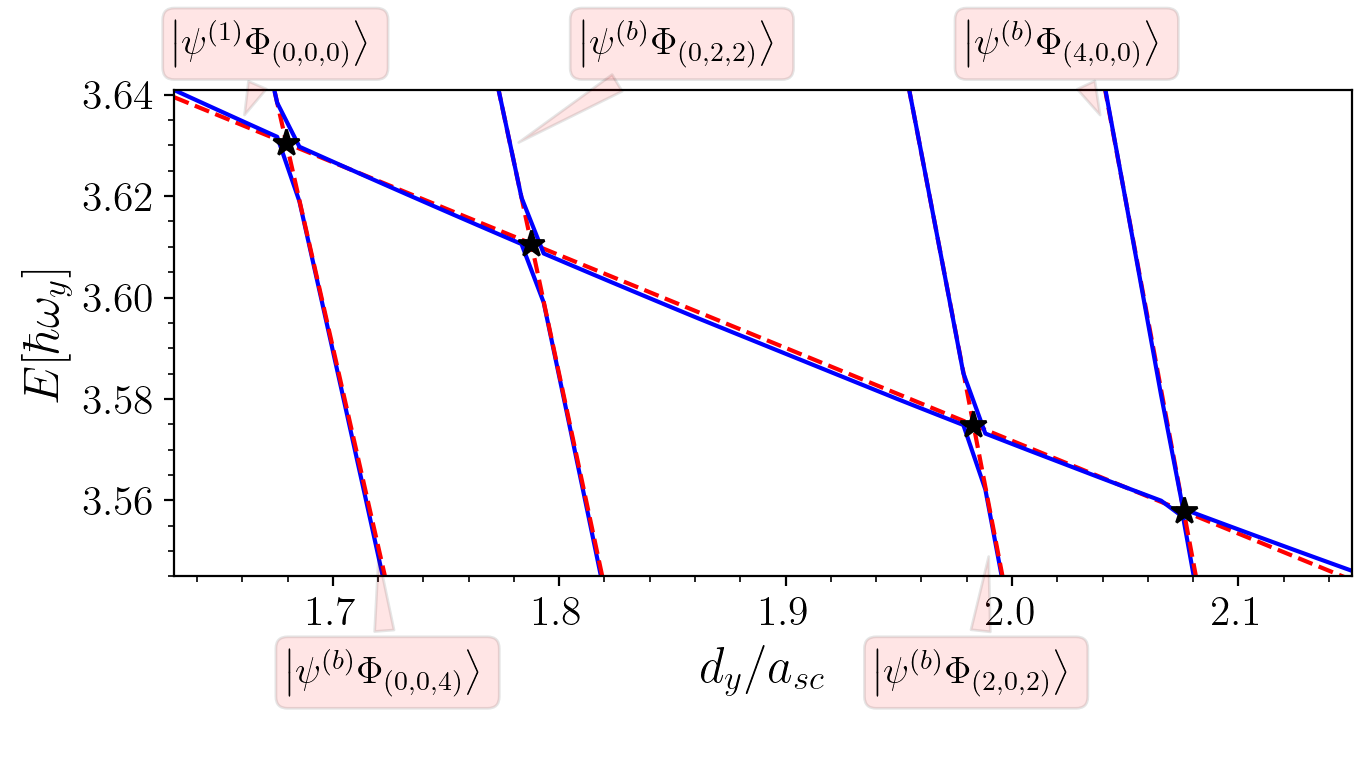 |ψ^(1)Φ_(0,0,0)⟩
|ψ^(b)Φ_(0,2,2)⟩
|ψ^(b)Φ_(4,0,0)⟩
E[ħω_y]
3.64
3.62
3.60
3.58
3.56
1.7
1.8
1.9
2.0
2.1
|ψ^(b)Φ_(0,0,4)⟩
d_y/a_sc
|ψ^(b)Φ_(2,0,2)⟩